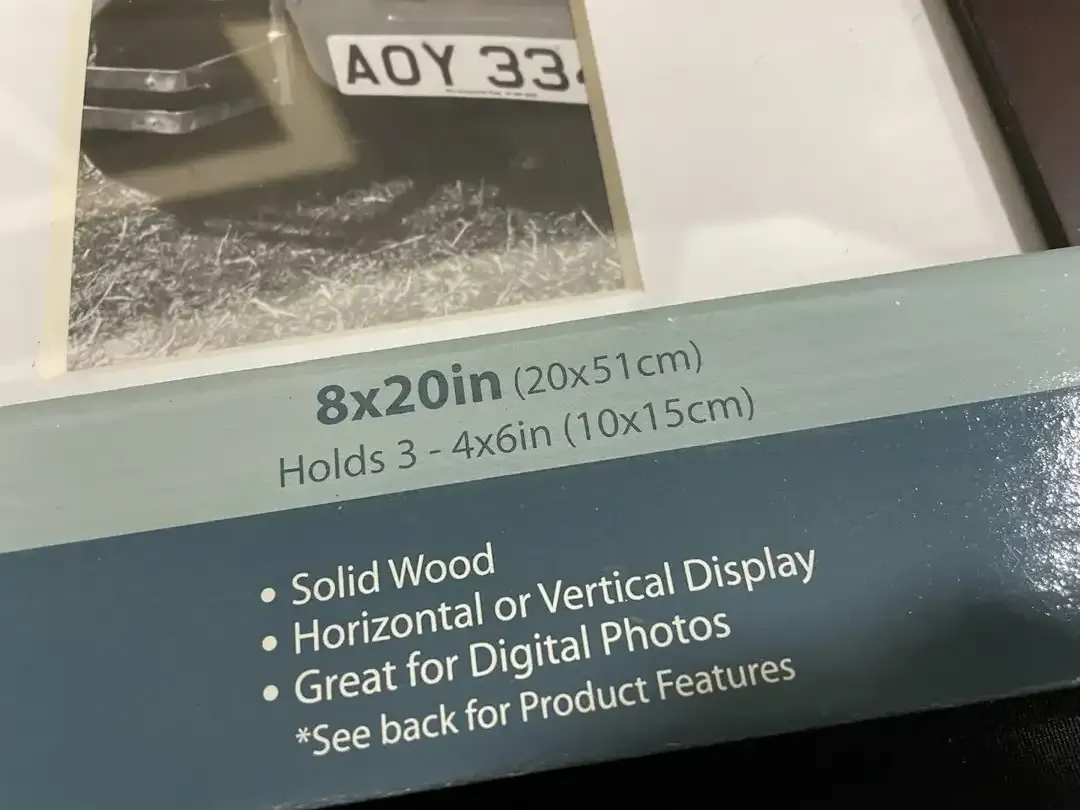 AOY 33
8x20in (20x51cm)
Holds 3 - 4x6in (10x15cm)
• Solid Wood
• Horizontal or Vertical Display
• Great for Digital Photos
*See back for Product Features